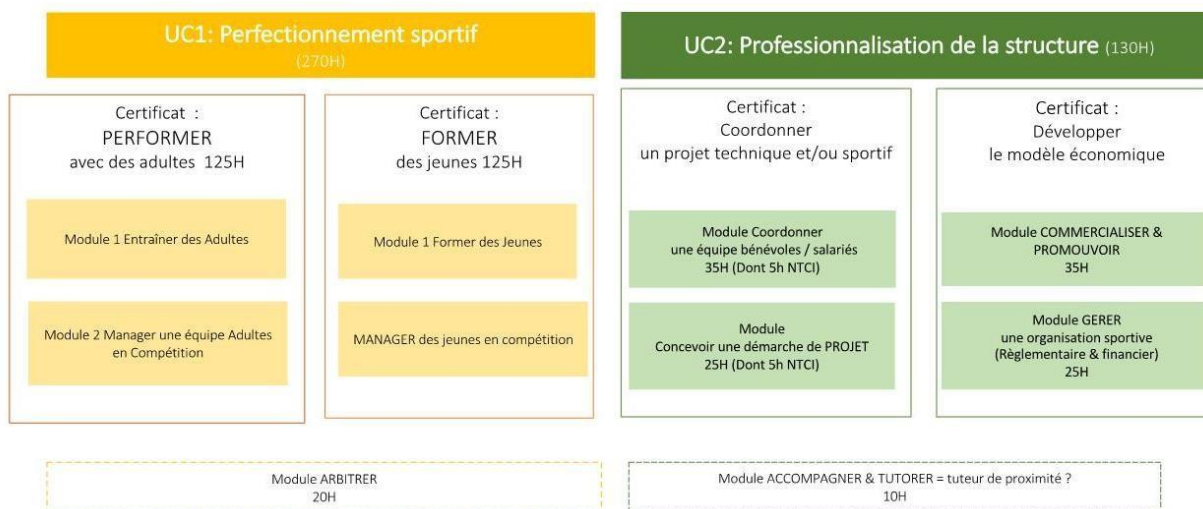 UC1: Perfectionnement sportif
(270H)
UC2: Professionnalisation de la structure (130H)
Certificat :
PERFORMER
avec des adultes 125H
Module 1 Entraîner des Adultes
Module 2 Manager une équipe Adultes
en Compétition
Certificat :
FORMER
des jeunes 125H
Module 1 Former des Jeunes
MANAGER des jeunes en compétition
Certificat :
Coordonner
un projet technique et/ou sportif
Module Coordonner
une équipe bénévoles / salariés
35H (Dont 5h NTCI)
Module
Concevoir une démarche de PROJET
25H (Dont 5h NTCI)
Certificat :
Développer
le modèle économique
Module COMMERCIALISER &
PROMOUVOIR
35H
Module GERER
une organisation sportive
(Règlementaire & financier)
25H
Module ARBITRER
20H
Module ACCOMPAGNER & TUTORER = tuteur de proximité ?
10H